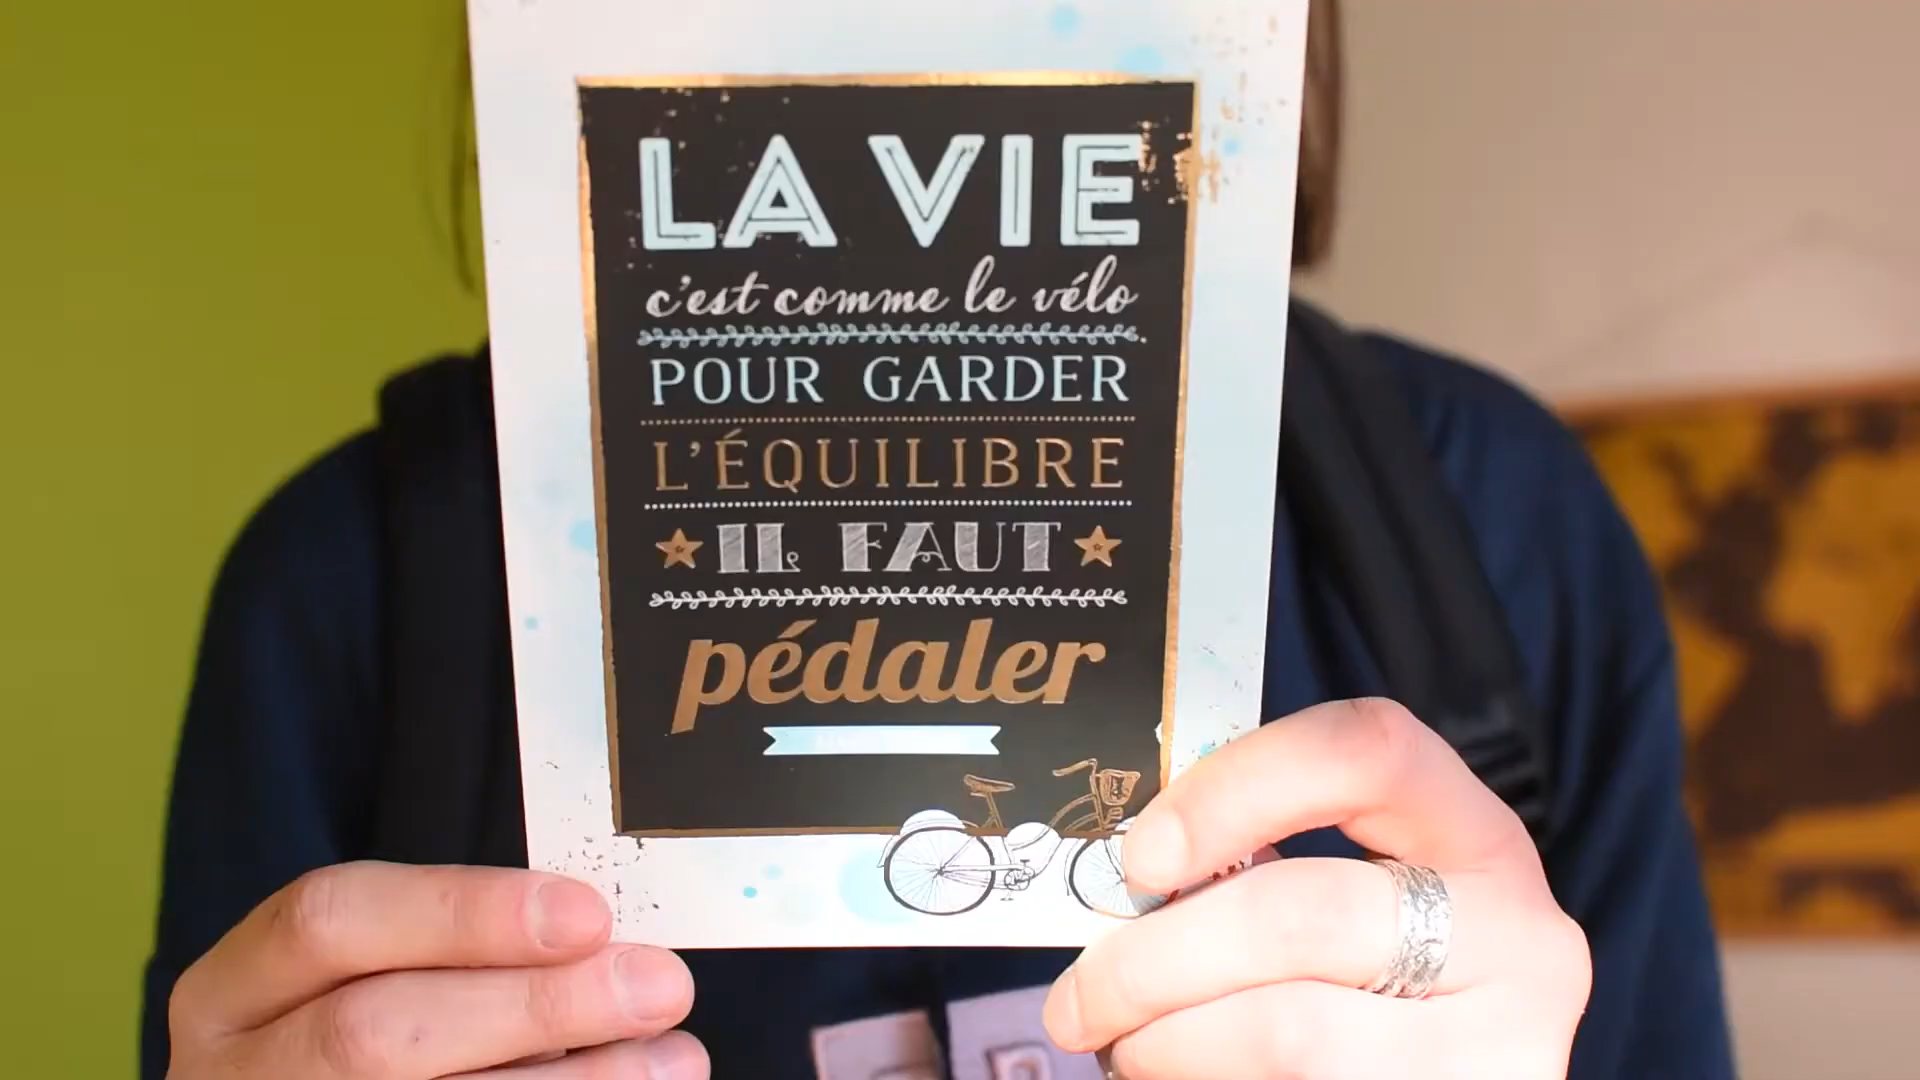 LA VIE
c'est comme le vélo
POUR GARDER
L'ÉQUILIBRE
IL FAUT
pédaler